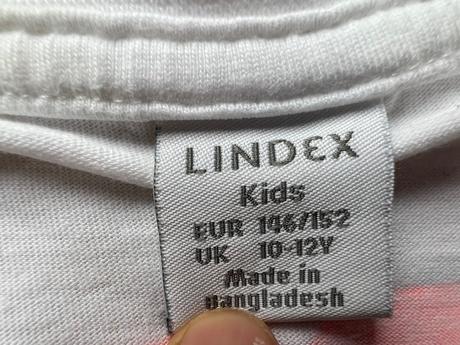 LINDEX
Kids
EUR 146/152
UK 10-12Y
Made in
Bangladesh